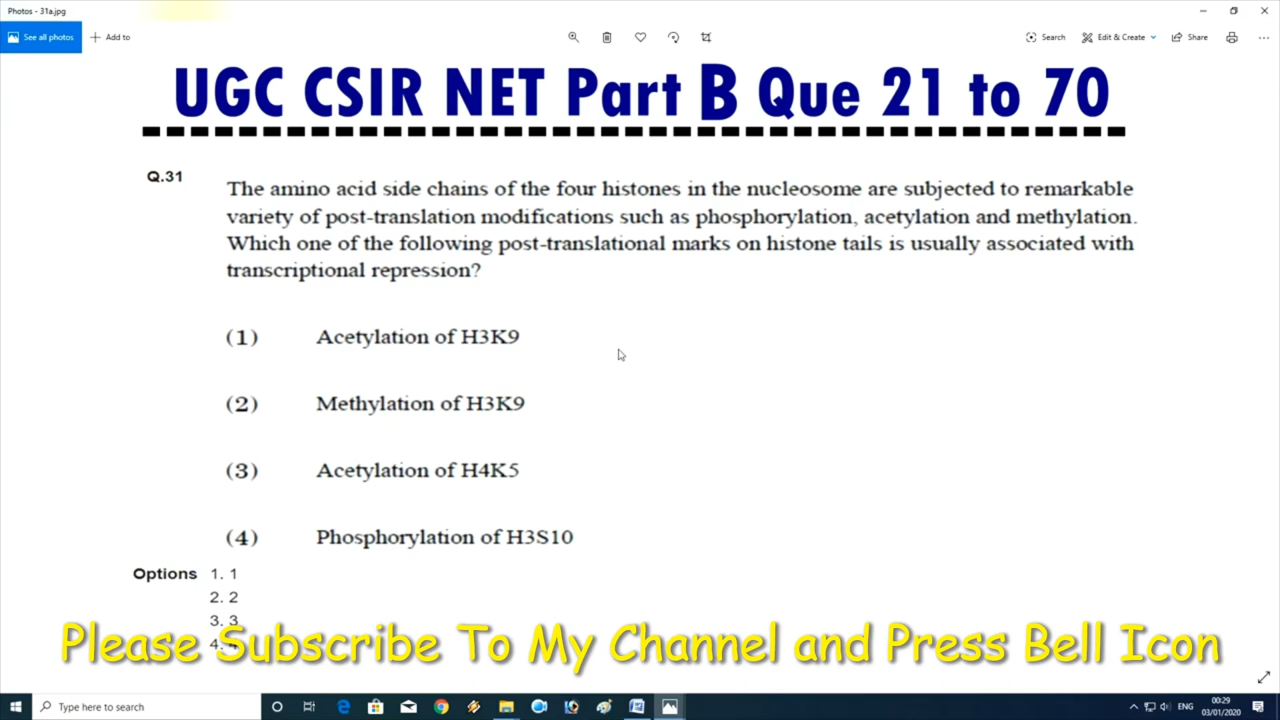 Photos - 31a.jpg
See all photos
Add to
Search
Edit & Create
Share
UGC CSIR NET Part B Que 21 to 70
Q.31
The amino acid side chains of the four histones in the nucleosome are subjected to remarkable
variety of post-translation modifications such as phosphorylation, acetylation and methylation.
Which one of the following post-translational marks on histone tails is usually associated with
transcriptional repression?
(1) Acetylation of H3K9
(2) Methylation of H3K9
(3) Acetylation of H4K5
(4) Phosphorylation of H3S10
Options 1. 1
2. 2
3. 3
4. 4
Please Subscribe To My Channel and Press Bell Icon
Type here to search
00:29
03/01/2020